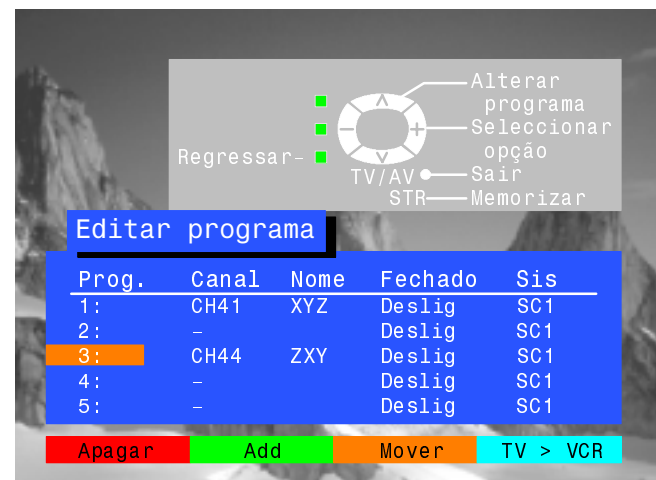 Alterar
programa
Seleccionar
opção
Regressar–
TV/AV Sair
STR Memorizar
Editar programa
Prog. Canal Nome Fechado Sis
1: CH41 XYZ Deslig SC1
2: – Deslig SC1
3: CH44 ZXY Deslig SC1
4: – Deslig SC1
5: – Deslig SC1
Apagar Add Mover TV > VCR